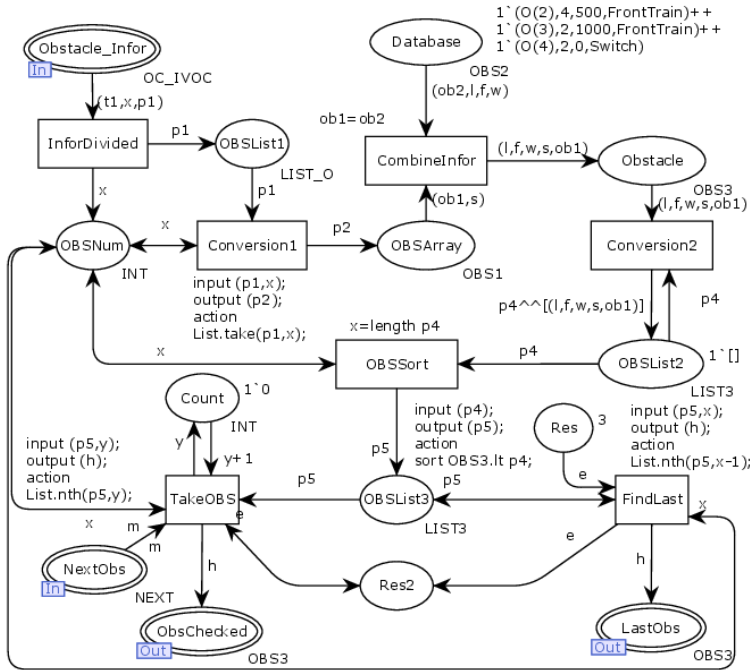 1`(O(2),4,500,FrontTrain)++
1`(O(3),2,1000,FrontTrain)++
1`(O(4),2,0,Switch)
Obstacle_Infor
In
OC_IVOC
Database
OBS2
(t1,x,p1)
(ob2,l,f,w)
ob1=ob2
InforDivided
p1
OBSList1
LIST_O
CombineInfor
(l,f,w,s,ob1)
Obstacle
OBS3
x
p1
(ob1,s)
(l,f,w,s,ob1)
OBSNum
INT
x
Conversion1
p2
OBSArray
OBS1
Conversion2
input (p1,x);
output (p2);
action
List.take(p1,x);
p4^^[(l,f,w,s,ob1)]
p4
x=length p4
x
OBSSort
p4
OBSList2
1`[]
LIST3
Count
1`0
INT
input (p4);
output (p5);
action
sort OBS3.lt p4;
Res
3
input (p5,x);
output (h);
action
List.nth(p5,x-1);
input (p5,y);
output (h);
action
List.nth(p5,y);
y
y+1
p5
e
TakeOBS
e
p5
OBSList3
LIST3
p5
FindLast
x
x
m
m
NextObs
In
NEXT
h
Res2
e
h
ObsChecked
Out
OBS3
LastObs
Out
OBS3